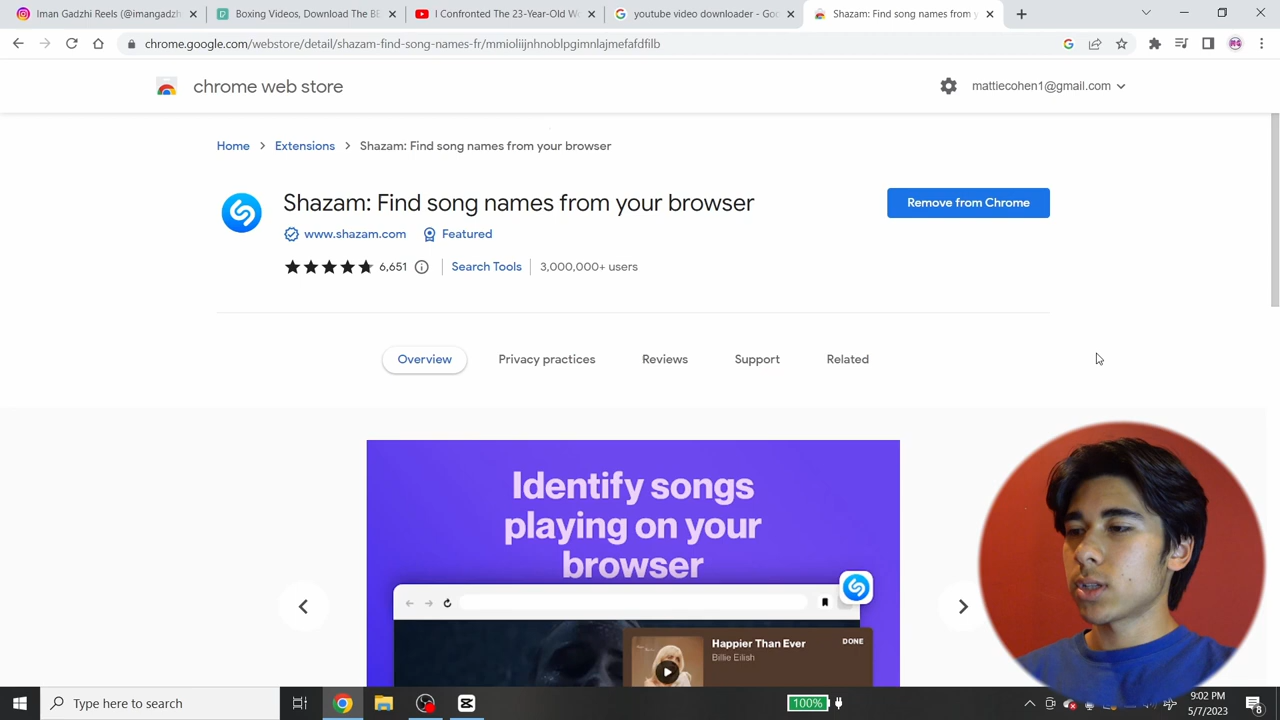 Iman Gadzhi Reels (@imangadzh
Boxing Videos, Download The BE
I Confronted The 23-Year-Old Wo
youtube video downloader - Goo
Shazam: Find song names from y
chrome.google.com/webstore/detail/shazam-find-song-names-fr/mmioliijnhnoblpgimnlajmefafdfilb
chrome web store
mattiecohen1@gmail.com
Home > Extensions > Shazam: Find song names from your browser
Shazam: Find song names from your browser
Remove from Chrome
www.shazam.com Featured
6,651 Search Tools 3,000,000+ users
Overview Privacy practices Reviews Support Related
Identify songs
playing on your
browser
Happier Than Ever
DONE
Billie Eilish
Type here to search
100%
9:02 PM
5/7/2023
8